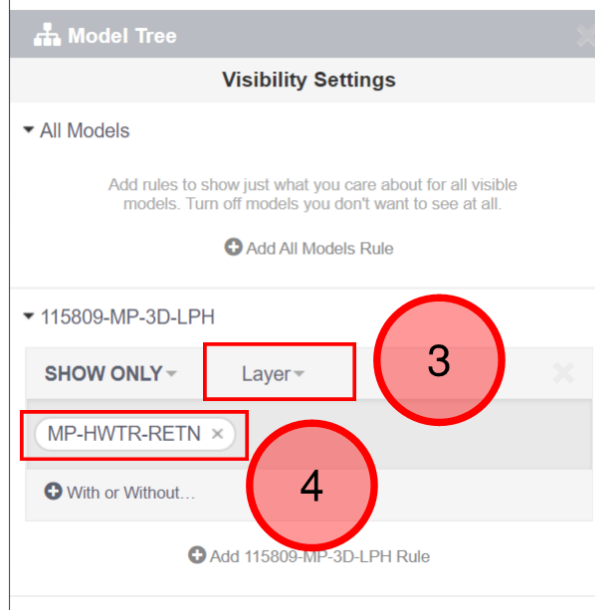 Model Tree
Visibility Settings
All Models
Add rules to show just what you care about for all visible
models. Turn off models you don't want to see at all.
Add All Models Rule
115809-MP-3D-LPH
SHOW ONLY Layer 3
MP-HWTR-RETN ×
With or Without... 4
Add 115809-MP-3D-LPH Rule